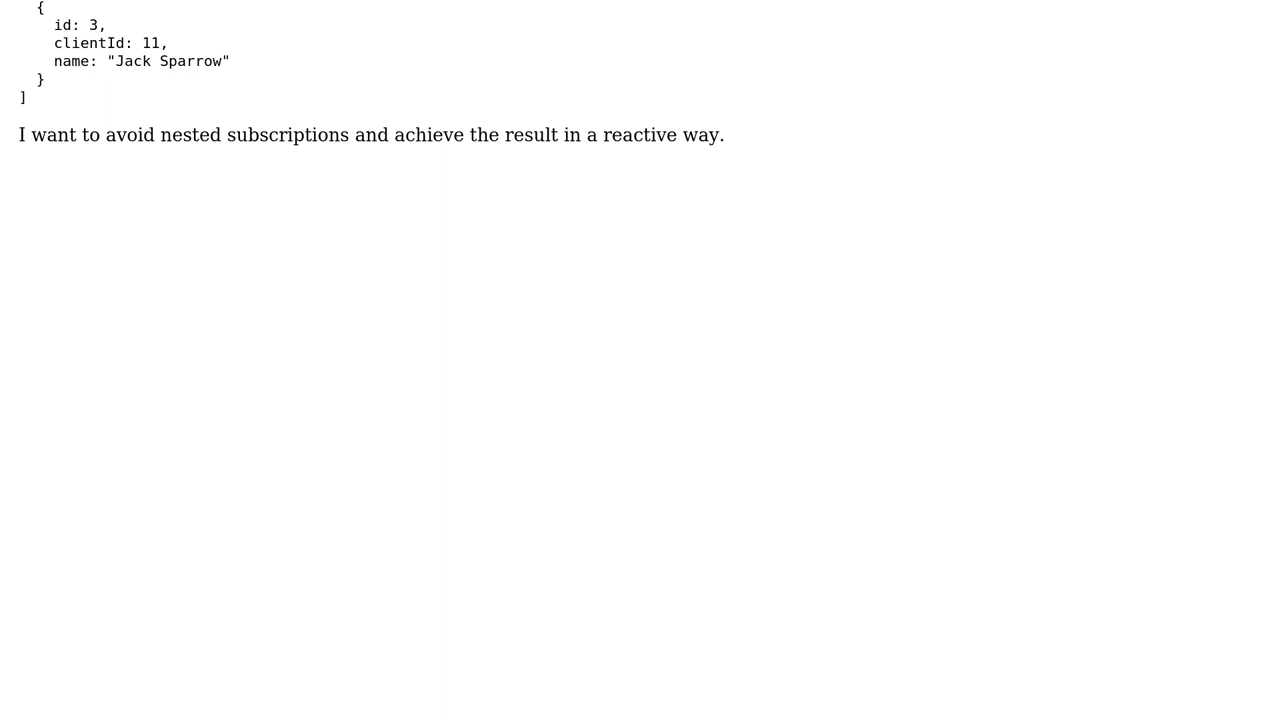 {
    id: 3,
    clientId: 11,
    name: "Jack Sparrow"
  }
]
I want to avoid nested subscriptions and achieve the result in a reactive way.